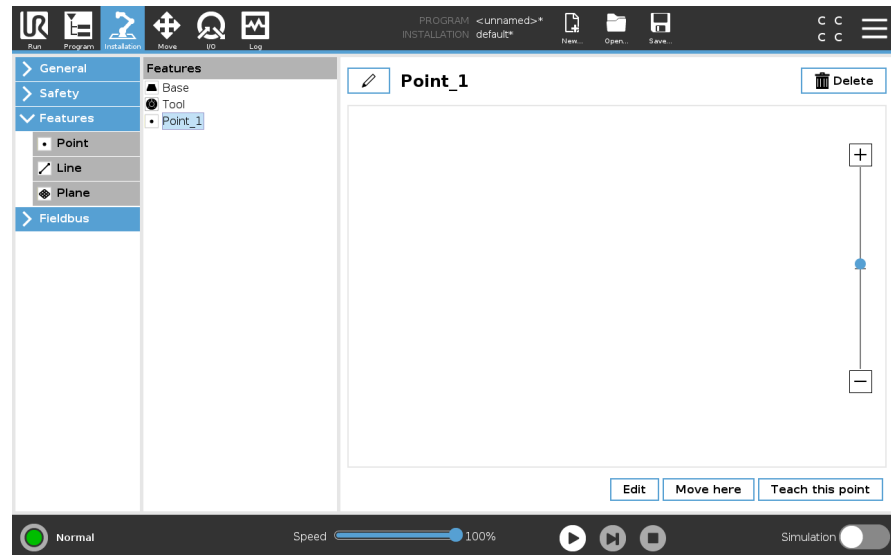 PROGRAM <unnamed>*
INSTALLATION default*
C C
C C
Run Program Installation Move I/O Log New... Open... Save...
General
Safety
Features
Point
Line
Plane
Fieldbus
Features
Base
Tool
Point_1
Point_1
Delete
+
−
Edit Move here Teach this point
Normal
Speed 100%
Simulation